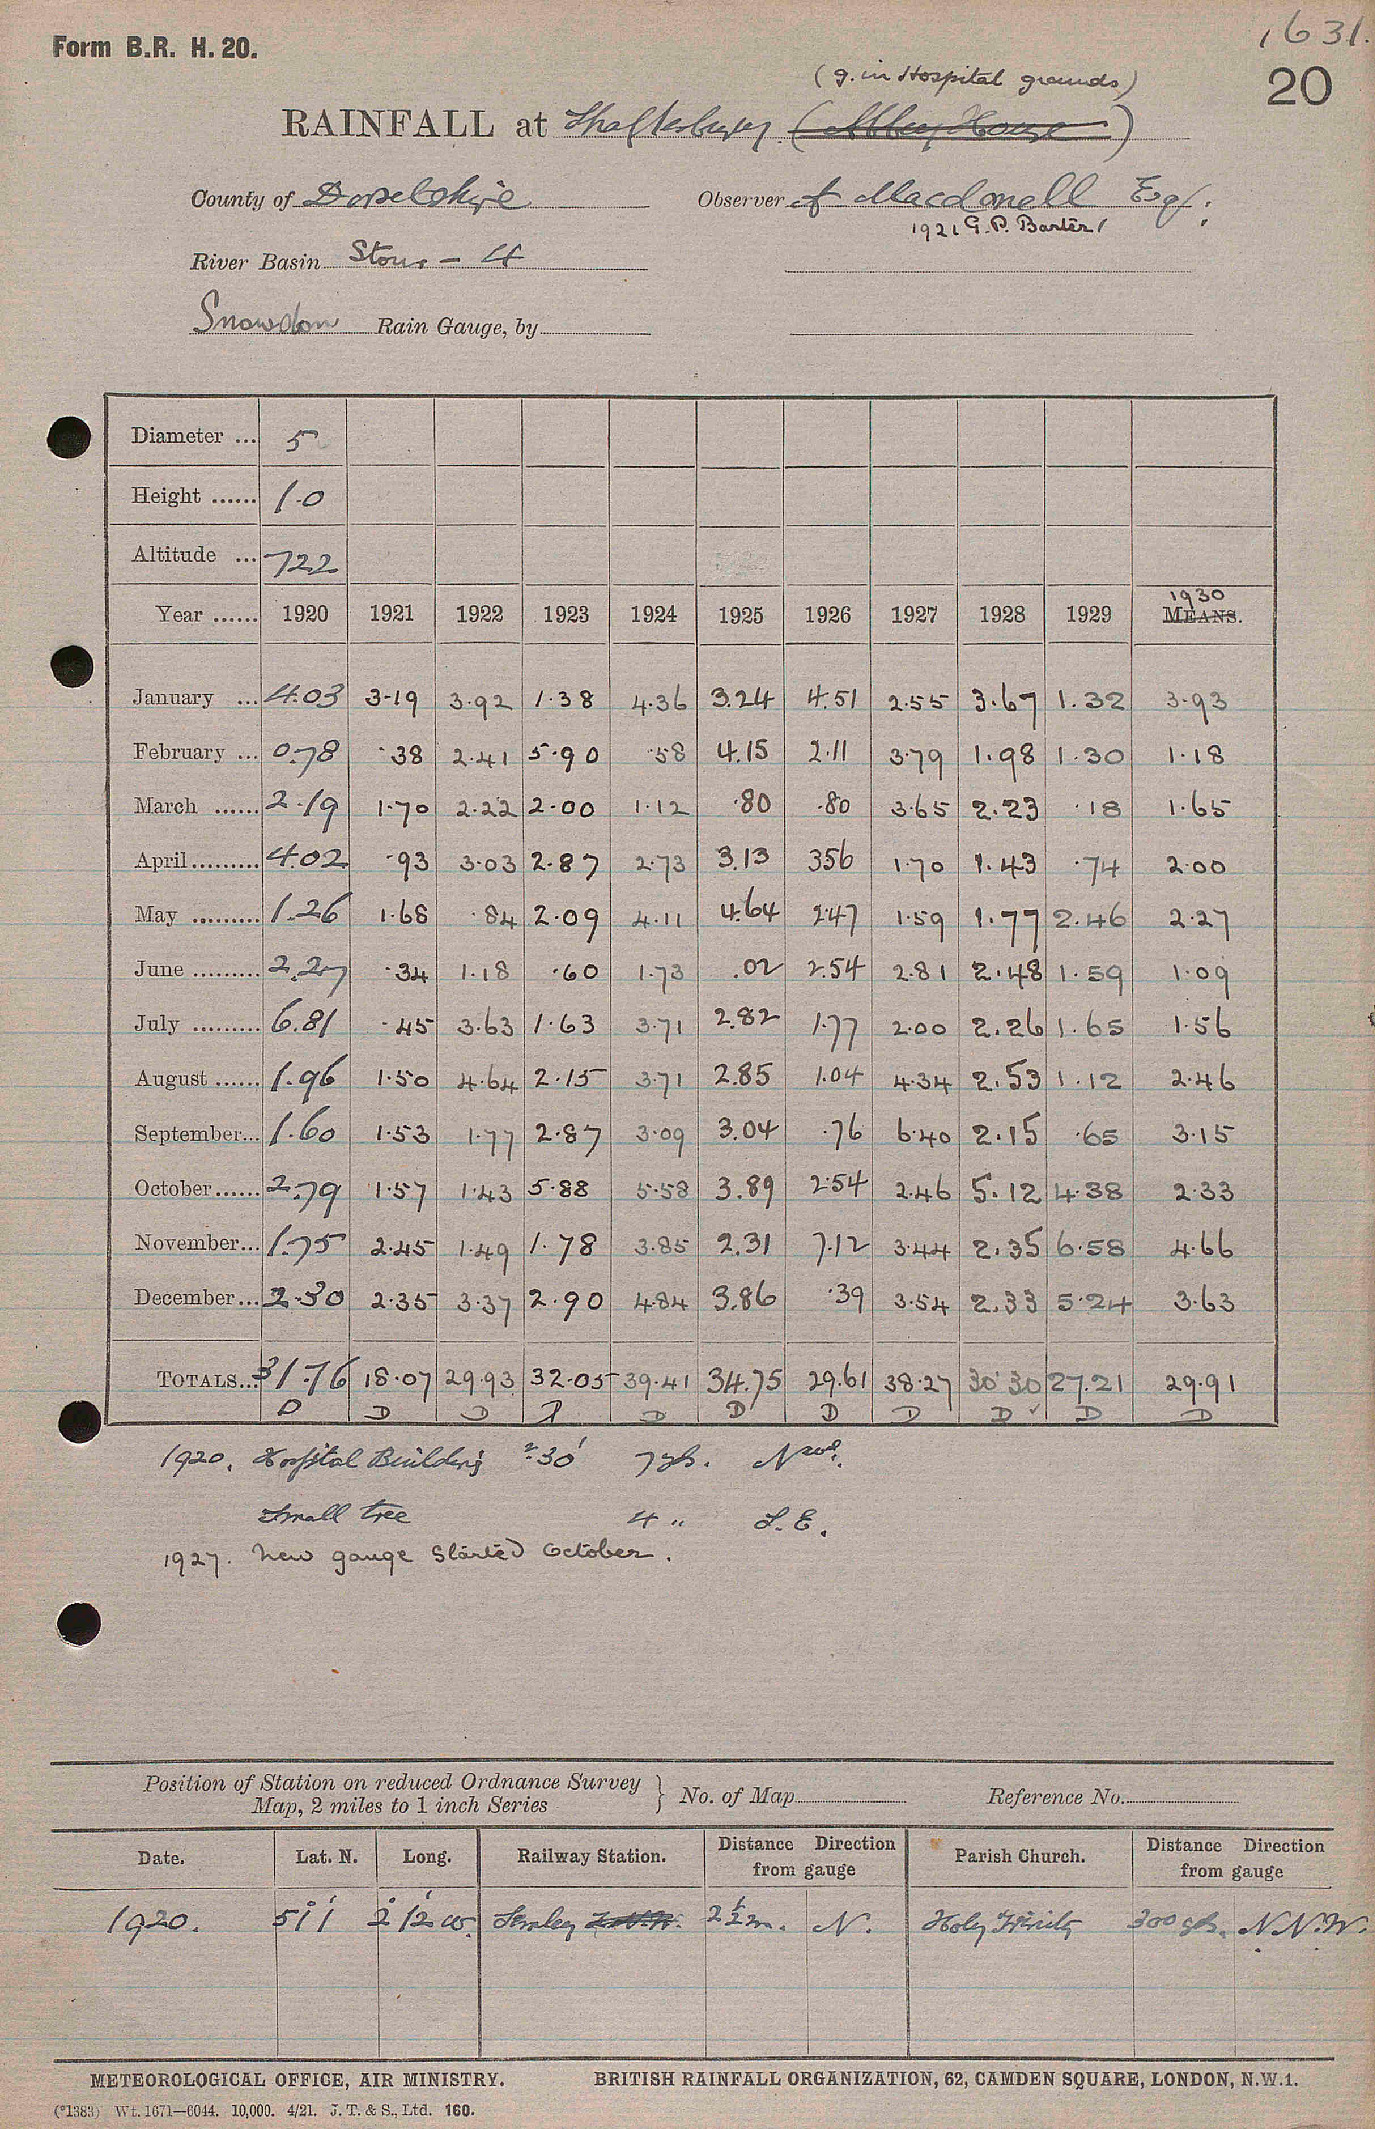 1631.
Form B.R. H. 20.
20
(g. in Hospital grounds)
RAINFALL at Shaftesbury. (Abbey House)
County of Dorsetshire Observer A Macdonell Esq.
1921 G. P. Barter
River Basin Stour - 4
Snowdon Rain Gauge, by
Diameter ... 5
Height ...... 1.0
Altitude ... 722
1930
Year ...... 1920 1921 1922 1923 1924 1925 1926 1927 1928 1929 MEANS.
January ... 4.03 3.19 3.92 1.38 4.36 3.24 4.51 2.55 3.67 1.32 3.93
February ... 0.78 .38 2.41 5.90 .58 4.15 2.11 3.79 1.98 1.30 1.18
March ...... 2.19 1.70 2.22 2.00 1.12 .80 .80 3.65 2.23 .18 1.65
April......... 4.02 .93 3.03 2.87 2.73 3.13 356 1.70 1.43 .74 2.00
May ......... 1.26 1.68 .84 2.09 4.11 4.64 2.47 1.59 1.77 2.46 2.27
June ......... 2.27 .34 1.18 .60 1.73 .02 2.54 2.81 2.48 1.59 1.09
July ......... 6.81 .45 3.63 1.63 3.71 2.82 1.77 2.00 2.26 1.65 1.56
August ...... 1.96 1.50 4.64 2.15 3.71 2.85 1.04 4.34 2.53 1.12 2.46
September... 1.60 1.53 1.77 2.87 3.09 3.04 .76 6.40 2.15 .65 3.15
October...... 2.79 1.57 1.43 5.88 5.58 3.89 2.54 2.46 5.12 4.38 2.33
November... 1.75 2.45 1.49 1.78 3.85 2.31 7.12 3.44 2.35 6.58 4.66
December... 2.30 2.35 3.37 2.90 4.84 3.86 .39 3.54 2.33 5.24 3.63
TOTALS... 31.76 18.07 29.93 32.05 39.41 34.75 29.61 38.27 30.30 27.21 29.91
D D D D D D D D D ✓ D D
1920. Hospital Building 30' 7 yds.
Small tree 4 " S.E.
1927. New gauge started October.
Position of Station on reduced Ordnance Survey
Map, 2 miles to 1 inch Series } No. of Map Reference No.
Date. Lat. N. Long. Railway Station. Distance Direction from gauge Parish Church. Distance Direction from gauge
1920. 51° 1' 2° 12' W. Semley 2½ m. N. Holy Trinity 300 yds. N.N.W.
METEOROLOGICAL OFFICE, AIR MINISTRY. BRITISH RAINFALL ORGANIZATION, 62, CAMDEN SQUARE, LONDON, N.W.1.
(*1383) Wt. 1671—6044. 10,000. 4/21. J. T. & S., Ltd. 160.